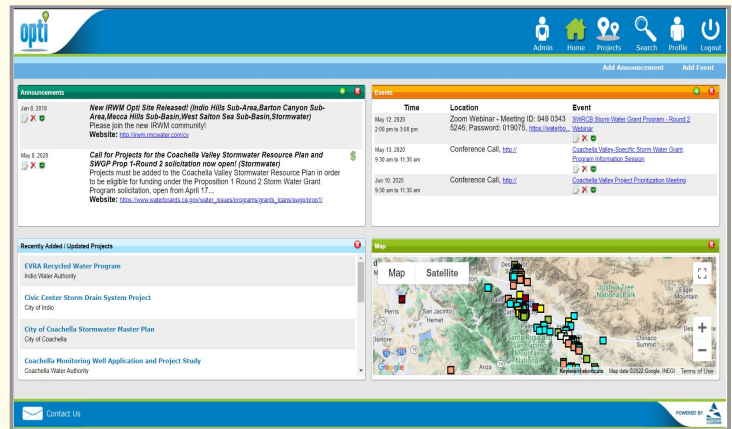 opti
Admin Home Projects Search Profile Logout
Add Announcement Add Event
Announcements
Jan 8, 2018
New IRWM Opti Site Released! (Indio Hills Sub-Area,Barton Canyon Sub-
Area,Mecca Hills Sub-Basin,West Salton Sea Sub-Basin,Stormwater)
Please join the new IRWM community!
Website: http://irwm.rmcwater.com/cv
May 8, 2020
Call for Projects for the Coachella Valley Stormwater Resource Plan and
SWGP Prop 1-Round 2 solicitation now open! (Stormwater)
$
Projects must be added to the Coachella Valley Stormwater Resource Plan in order
to be eligible for funding under the Proposition 1 Round 2 Storm Water Grant
Program solicitation, open from April 17...
Website: https://www.waterboards.ca.gov/water_issues/programs/grants_loans/swgp/prop1/
Events
Time Location Event
May 12, 2020
2:00 pm to 3:00 pm
Zoom Webinar - Meeting ID: 949 0343
5246; Password: 019075, https://waterbo...
SWRCB Storm Water Grant Program - Round 2
Webinar
May 13, 2020
9:30 am to 11:30 am
Conference Call, http://
Coachella Valley-Specific Storm Water Grant
Program Information Session
Jun 10, 2020
9:30 am to 11:30 am
Conference Call, http://
Coachella Valley Project Prioritization Meeting
Recently Added / Updated Projects
EVRA Recycled Water Program
Indio Water Authority
Civic Center Storm Drain System Project
City of Indio
City of Coachella Stormwater Master Plan
City of Coachella
Coachella Monitoring Well Application and Project Study
Coachella Water Authority
Map
Map Satellite
Joshua Tree
National Park
Eagle
Mountain
Perris
San Jacinto
Hemet
Elsinore
Santa Rosa and
San Jacinto
Mountains
National
Chiriaco
Summit
Anza
Google
Keyboard shortcuts Map data ©2022 Google, INEGI Terms of Use
Contact Us
POWERED BY